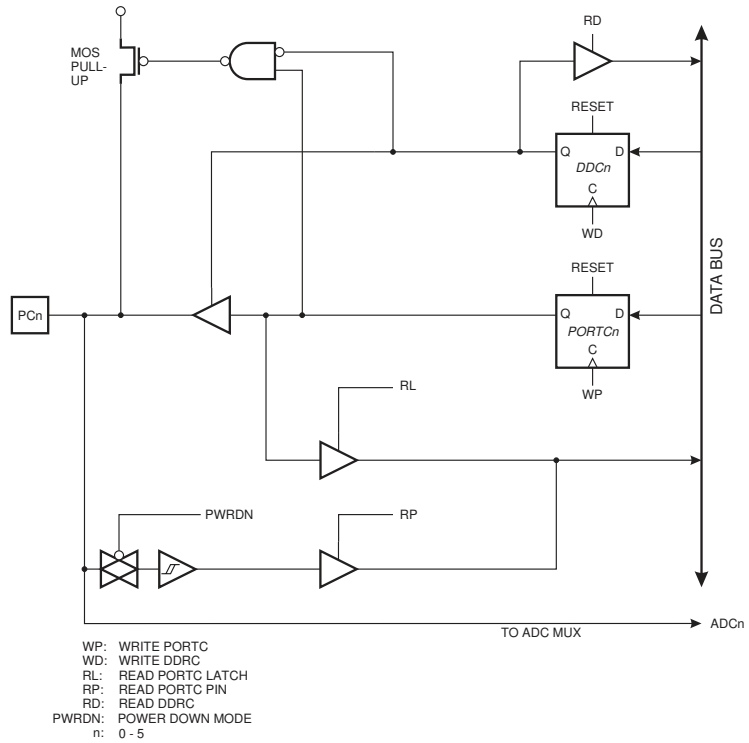 RD
MOS
PULL-
UP
RESET
Q D
DDCn
C
WD
DATA BUS
RESET
PCn
Q D
PORTCn
C
WP
RL
PWRDN
RP
TO ADC MUX
ADCn
WP: WRITE PORTC
WD: WRITE DDRC
RL: READ PORTC LATCH
RP: READ PORTC PIN
RD: READ DDRC
PWRDN: POWER DOWN MODE
n: 0 - 5